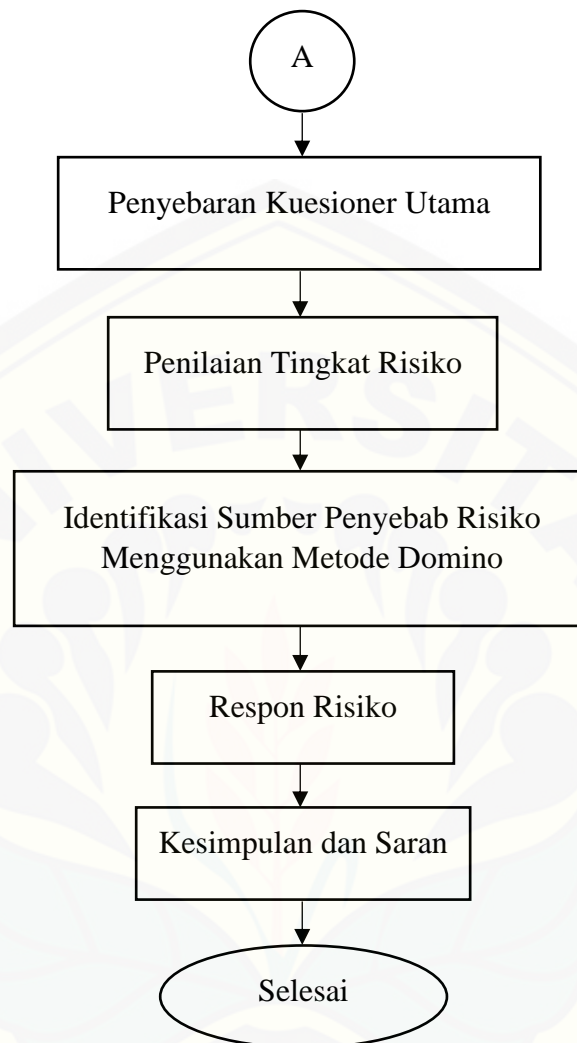 A
Penyebaran Kuesioner Utama
Penilaian Tingkat Risiko
Identifikasi Sumber Penyebab Risiko
Menggunakan Metode Domino
Respon Risiko
Kesimpulan dan Saran
Selesai